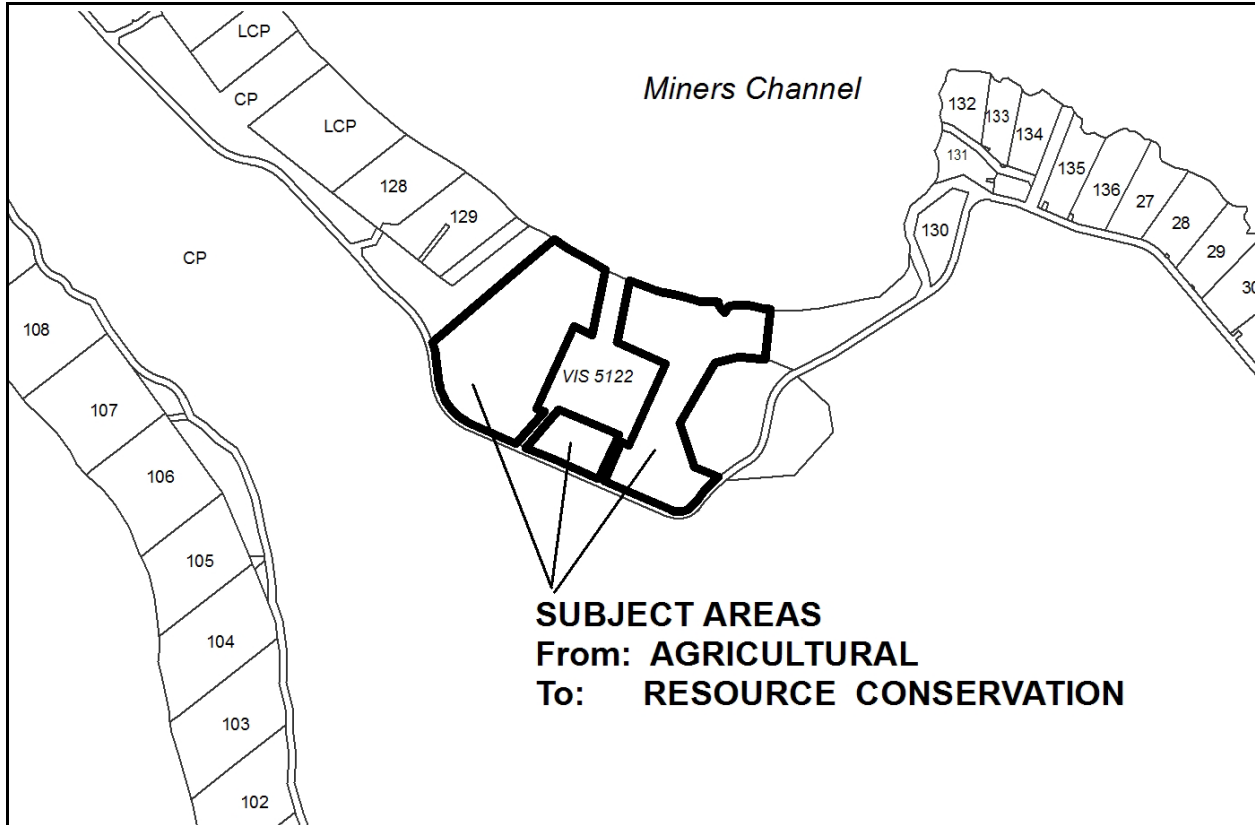 LCP
CP
LCP
Miners Channel
132
133
134
131
135
136
27
28
29
30
130
128
129
CP
VIS 5122
108
107
106
105
104
103
102
SUBJECT AREAS
From: AGRICULTURAL
To: RESOURCE CONSERVATION